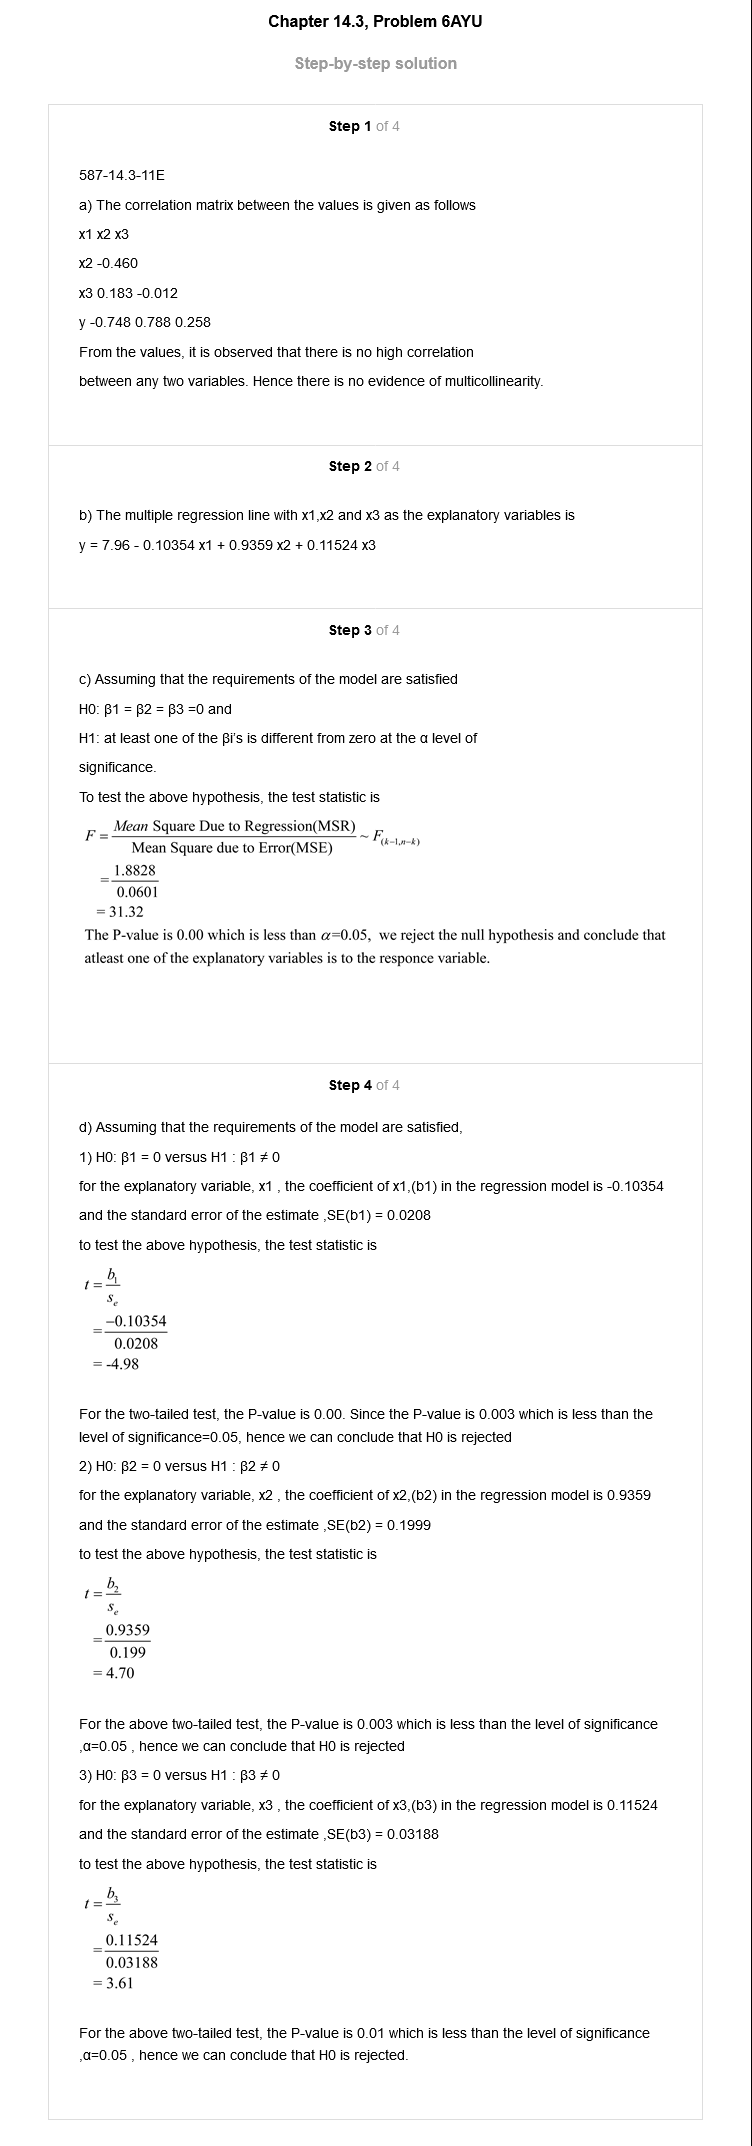 Chapter 14.3, Problem 6AYU
Step-by-step solution
Step 1 of 4
587-14.3-11E
a) The correlation matrix between the values is given as follows
x1 x2 x3
x2 -0.460
x3 0.183 -0.012
y -0.748 0.788 0.258
From the values, it is observed that there is no high correlation
between any two variables. Hence there is no evidence of multicollinearity.
Step 2 of 4
b) The multiple regression line with x1,x2 and x3 as the explanatory variables is
y = 7.96 - 0.10354 x1 + 0.9359 x2 + 0.11524 x3
Step 3 of 4
c) Assuming that the requirements of the model are satisfied
H0: β1 = β2 = β3 =0 and
H1: at least one of the βi's is different from zero at the α level of
significance.
To test the above hypothesis, the test statistic is
F = Mean Square Due to Regression(MSR) / Mean Square due to Error(MSE) ~ F(k−1,n−k)
= 1.8828 / 0.0601
= 31.32
The P-value is 0.00 which is less than α=0.05, we reject the null hypothesis and conclude that
atleast one of the explanatory variables is to the responce variable.
Step 4 of 4
d) Assuming that the requirements of the model are satisfied,
1) H0: β1 = 0 versus H1 : β1 ≠ 0
for the explanatory variable, x1 , the coefficient of x1,(b1) in the regression model is -0.10354
and the standard error of the estimate ,SE(b1) = 0.0208
to test the above hypothesis, the test statistic is
t = b1 / se
= −0.10354 / 0.0208
= -4.98
For the two-tailed test, the P-value is 0.00. Since the P-value is 0.003 which is less than the
level of significance=0.05, hence we can conclude that H0 is rejected
2) H0: β2 = 0 versus H1 : β2 ≠ 0
for the explanatory variable, x2 , the coefficient of x2,(b2) in the regression model is 0.9359
and the standard error of the estimate ,SE(b2) = 0.1999
to test the above hypothesis, the test statistic is
t = b2 / se
= 0.9359 / 0.199
= 4.70
For the above two-tailed test, the P-value is 0.003 which is less than the level of significance
,α=0.05 , hence we can conclude that H0 is rejected
3) H0: β3 = 0 versus H1 : β3 ≠ 0
for the explanatory variable, x3 , the coefficient of x3,(b3) in the regression model is 0.11524
and the standard error of the estimate ,SE(b3) = 0.03188
to test the above hypothesis, the test statistic is
t = b3 / se
= 0.11524 / 0.03188
= 3.61
For the above two-tailed test, the P-value is 0.01 which is less than the level of significance
,α=0.05 , hence we can conclude that H0 is rejected.